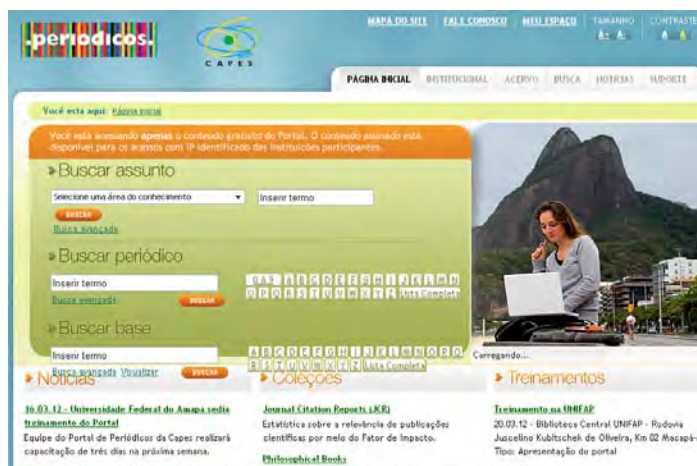 .periodicos.
CAPES
MAPA DO SITE
FALE CONOSCO
MEU ESPAÇO
TAMANHO
CONTRASTE
A+ A-
A A
PÁGINA INICIAL
INSTITUCIONAL
ACERVO
BUSCA
NOTÍCIAS
SUPORTE
Você está aqui: Página Inicial
Você está acessando apenas o conteúdo gratuito do Portal. O conteúdo assinado está
disponível para os acessos com IP identificado das instituições participantes.
Buscar assunto
Selecione uma área do conhecimento
Inserir termo
BUSCAR
Busca avançada
Buscar periódico
Inserir termo
Busca avançada
BUSCAR
0 à 9 A B C D E F G H I J K L M N
O P Q R S T U V W X Y Z Lista Completa
Buscar base
Inserir termo
Busca avançada Visualizar
BUSCAR
A B C D E F G H I J K L M N O P Q
R S T U V W X Y Z Lista Completa
Carregando...
Notícias
16.03.12 - Universidade Federal do Amapá sedia
treinamento do Portal
Equipe do Portal de Periódicos da Capes realizará
capacitação de três dias na próxima semana.
Coleções
Journal Citation Reports (JCR)
Estatística sobre a relevância de publicações
científicas por meio do Fator de Impacto.
Philosophical Books
Treinamentos
Treinamento na UNIFAP
20.03.12 - Biblioteca Central UNIFAP - Rodovia
Juscelino Kubitschek de Oliveira, Km 02 Macapá-
Tipo: Apresentação do portal